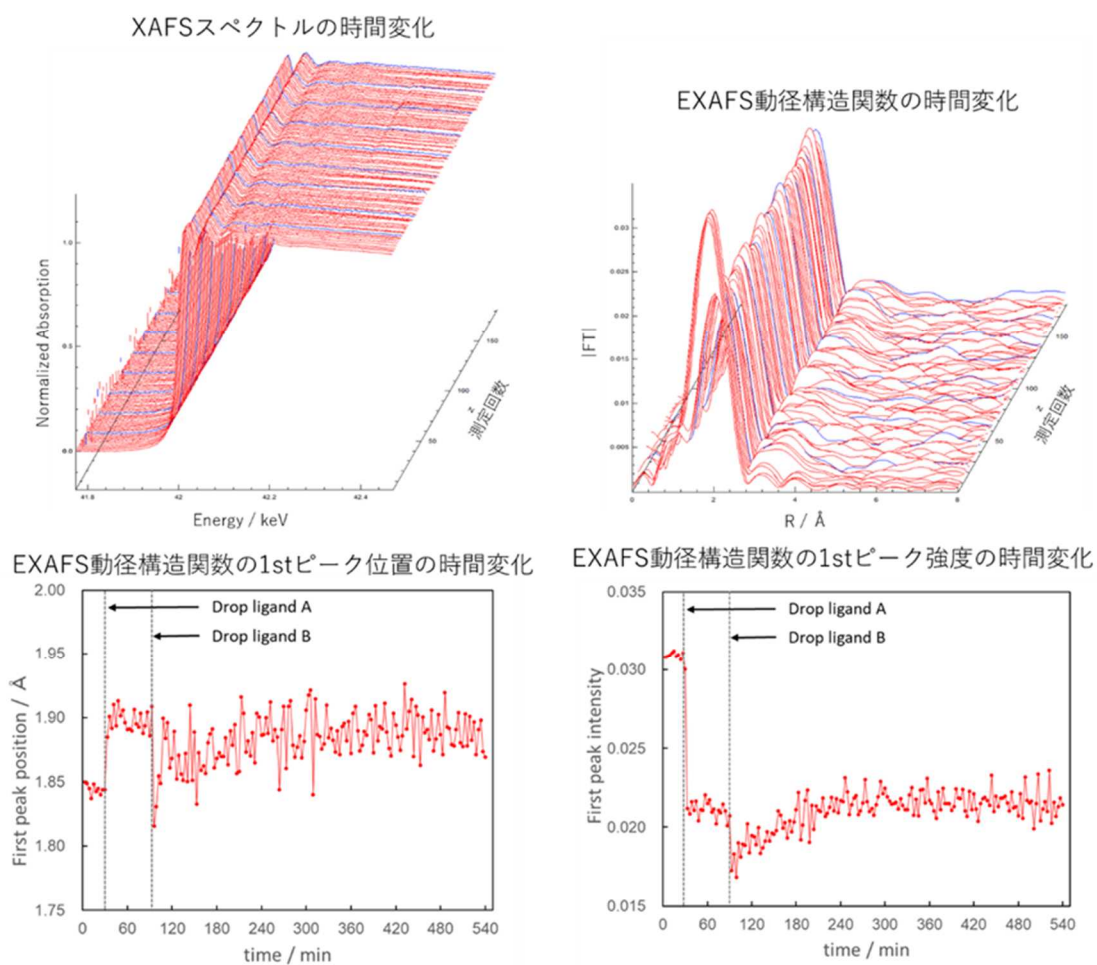 XAFSスペクトルの時間変化
Normalized Absorption
1.0
0.5
0.0
41.8
42
42.2
42.4
Energy / keV
50
100
150
z
測定回数
EXAFS動径構造関数の時間変化
|FT|
0.03
0.025
0.02
0.015
0.01
0.005
0
2
4
6
8
R / Å
50
100
150
z
測定回数
EXAFS動径構造関数の1stピーク位置の時間変化
First peak position / Å
2.00
1.95
1.90
1.85
1.80
1.75
Drop ligand A
Drop ligand B
0 60 120 180 240 300 360 420 480 540
time / min
EXAFS動径構造関数の1stピーク強度の時間変化
First peak intensity
0.035
0.030
0.025
0.020
0.015
Drop ligand A
Drop ligand B
0 60 120 180 240 300 360 420 480 540
time / min